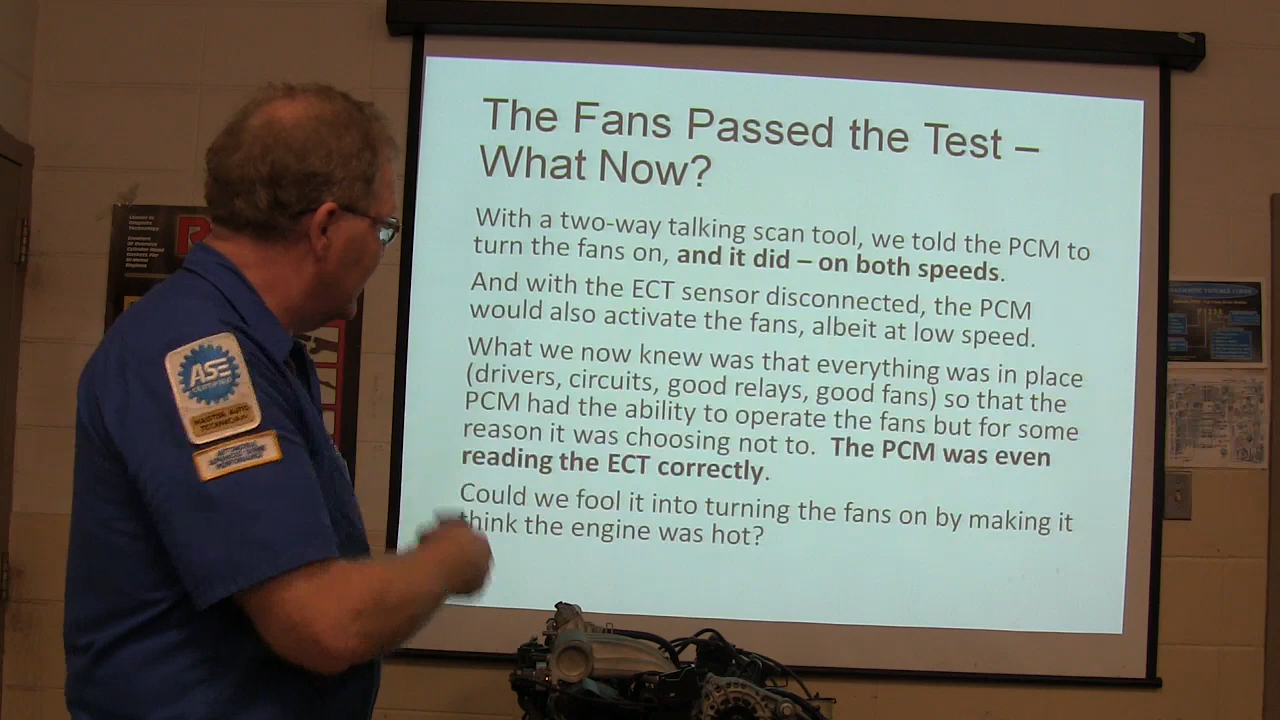 The Fans Passed the Test –
What Now?
With a two-way talking scan tool, we told the PCM to
turn the fans on, and it did – on both speeds.
And with the ECT sensor disconnected, the PCM
would also activate the fans, albeit at low speed.
What we now knew was that everything was in place
(drivers, circuits, good relays, good fans) so that the
PCM had the ability to operate the fans but for some
reason it was choosing not to. The PCM was even
reading the ECT correctly.
Could we fool it into turning the fans on by making it
think the engine was hot?
ASE
CERTIFIED
MASTER AUTO
TECHNICIAN
R